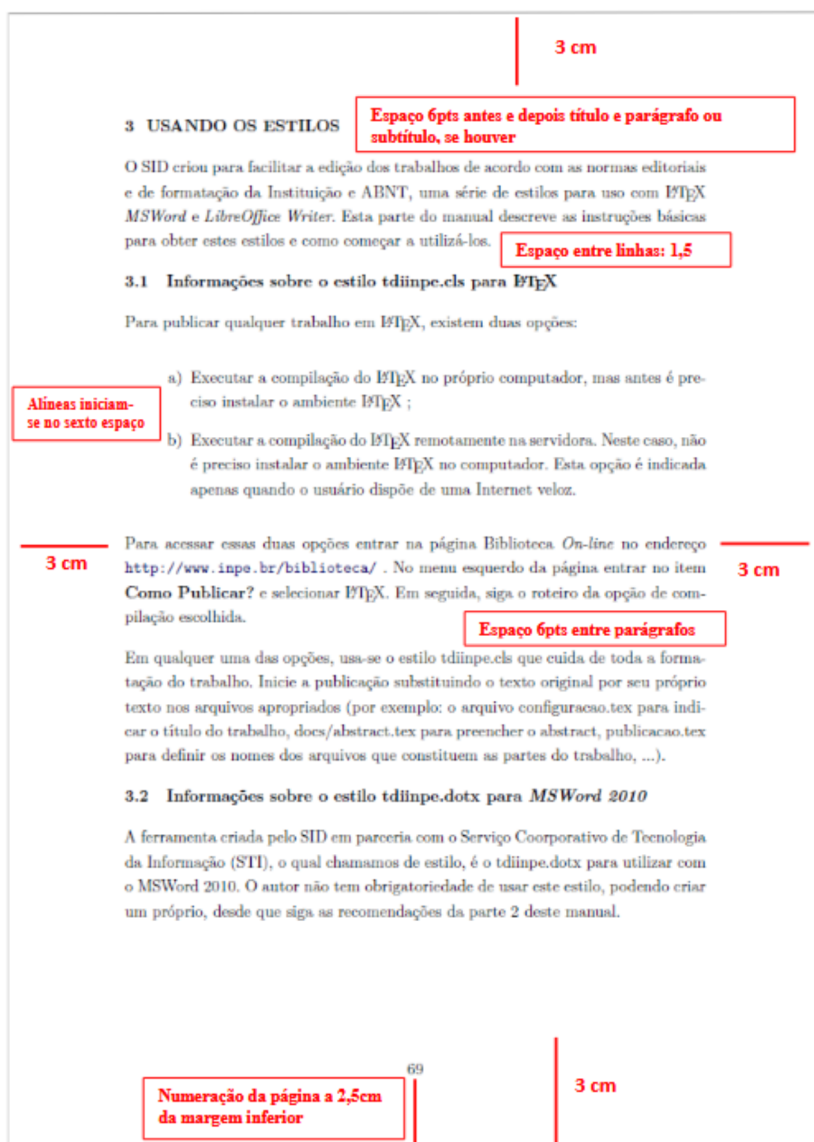 3 cm
3 USANDO OS ESTILOS
Espaço 6pts antes e depois título e parágrafo ou
subtítulo, se houver
O SID criou para facilitar a edição dos trabalhos de acordo com as normas editoriais
e de formatação da Instituição e ABNT, uma série de estilos para uso com LATEX
MSWord e LibreOffice Writer. Esta parte do manual descreve as instruções básicas
para obter estes estilos e como começar a utilizá-los.
Espaço entre linhas: 1,5
3.1 Informações sobre o estilo tdiinpe.cls para LATEX
Para publicar qualquer trabalho em LATEX, existem duas opções:
a) Executar a compilação do LATEX no próprio computador, mas antes é pre-
ciso instalar o ambiente LATEX ;
Alíneas iniciam-
se no sexto espaço
b) Executar a compilação do LATEX remotamente na servidora. Neste caso, não
é preciso instalar o ambiente LATEX no computador. Esta opção é indicada
apenas quando o usuário dispõe de uma Internet veloz.
3 cm
Para acessar essas duas opções entrar na página Biblioteca On-line no endereço
http://www.inpe.br/biblioteca/ . No menu esquerdo da página entrar no item
3 cm
Como Publicar? e selecionar LATEX. Em seguida, siga o roteiro da opção de com-
pilação escolhida.
Espaço 6pts entre parágrafos
Em qualquer uma das opções, usa-se o estilo tdiinpe.cls que cuida de toda a forma-
tação do trabalho. Inicie a publicação substituindo o texto original por seu próprio
texto nos arquivos apropriados (por exemplo: o arquivo configuracao.tex para indi-
car o título do trabalho, docs/abstract.tex para preencher o abstract, publicacao.tex
para definir os nomes dos arquivos que constituem as partes do trabalho, ...).
3.2 Informações sobre o estilo tdiinpe.dotx para MSWord 2010
A ferramenta criada pelo SID em parceria com o Serviço Coorporativo de Tecnologia
da Informação (STI), o qual chamamos de estilo, é o tdiinpe.dotx para utilizar com
o MSWord 2010. O autor não tem obrigatoriedade de usar este estilo, podendo criar
um próprio, desde que siga as recomendações da parte 2 deste manual.
69
Numeração da página a 2,5cm
da margem inferior
3 cm